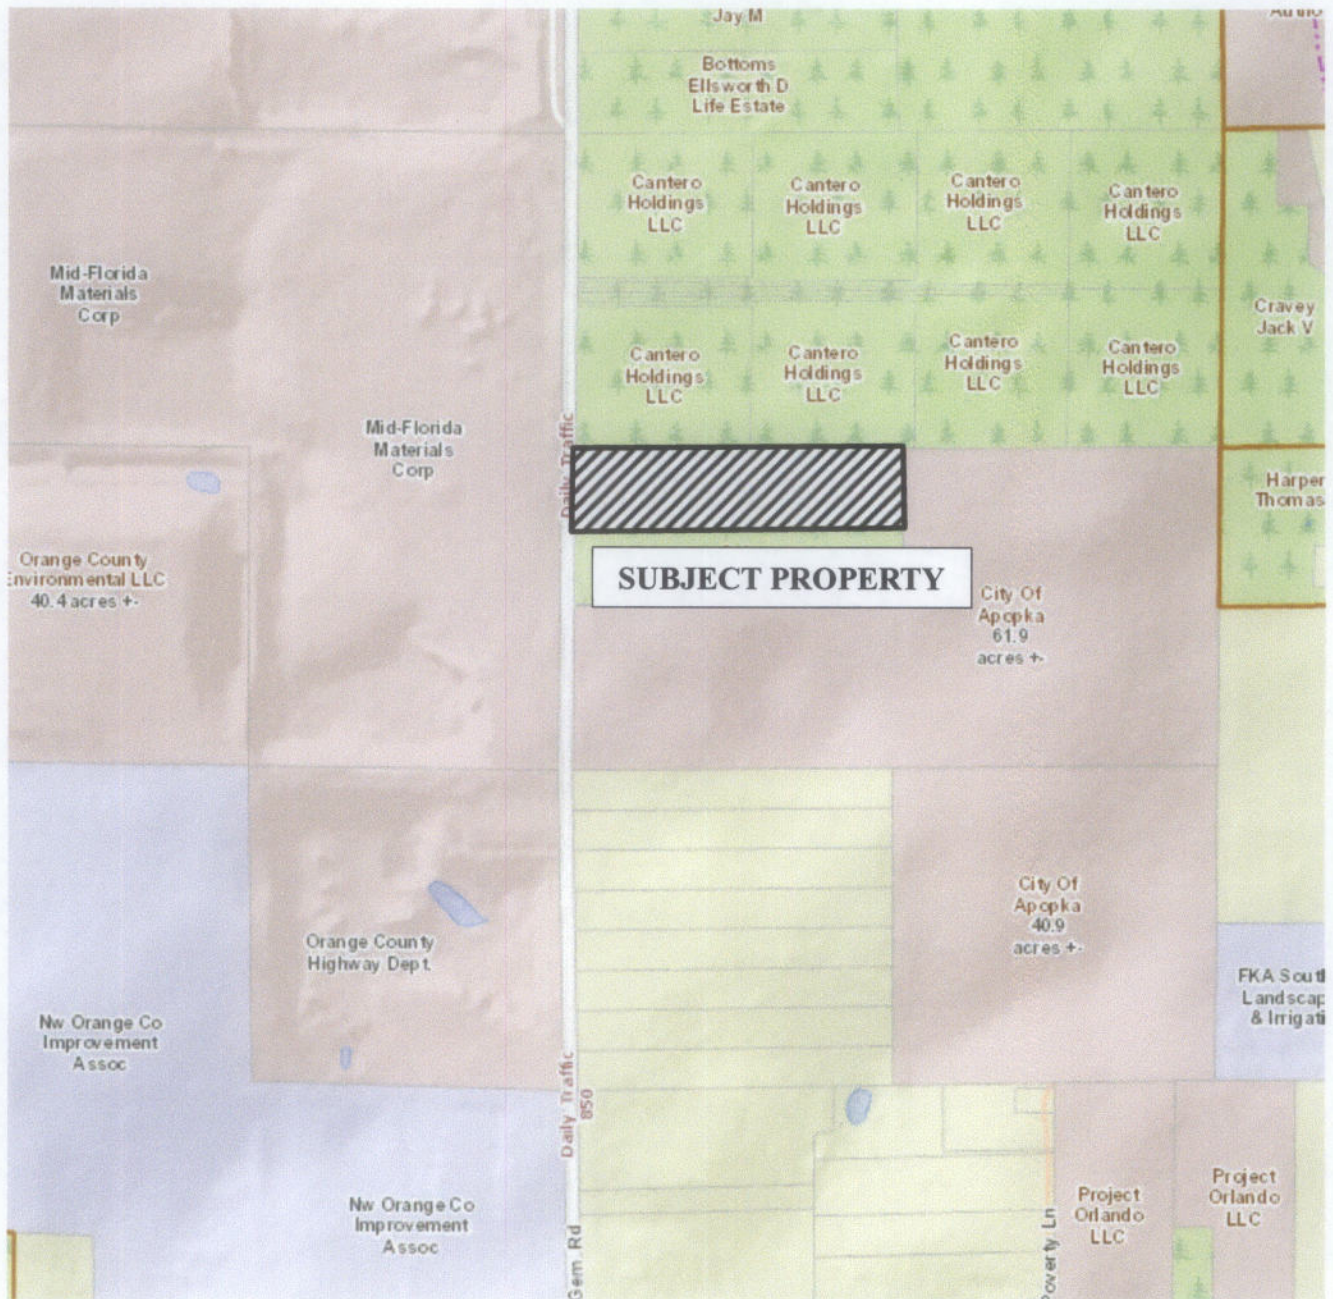 Jay M
Bottoms
Ellsworth D
Life Estate
Cantero
Holdings
LLC
Cantero
Holdings
LLC
Cantero
Holdings
LLC
Cantero
Holdings
LLC
Mid-Florida
Materials
Corp
Cravey
Jack V
Cantero
Holdings
LLC
Cantero
Holdings
LLC
Cantero
Holdings
LLC
Cantero
Holdings
LLC
Mid-Florida
Materials
Corp
Daily Traffic
Harper
Thomas
Orange County
Environmental LLC
40.4 acres +-
SUBJECT PROPERTY
City Of
Apopka
61.9
acres +-
City Of
Apopka
40.9
acres +-
Orange County
Highway Dept.
FKA Sout
Landscap
& Irrigati
Nw Orange Co
Improvement
Assoc
Daily Traffic
850
Nw Orange Co
Improvement
Assoc
Gem. Rd
Poverty Ln
Project
Orlando
LLC
Project
Orlando
LLC